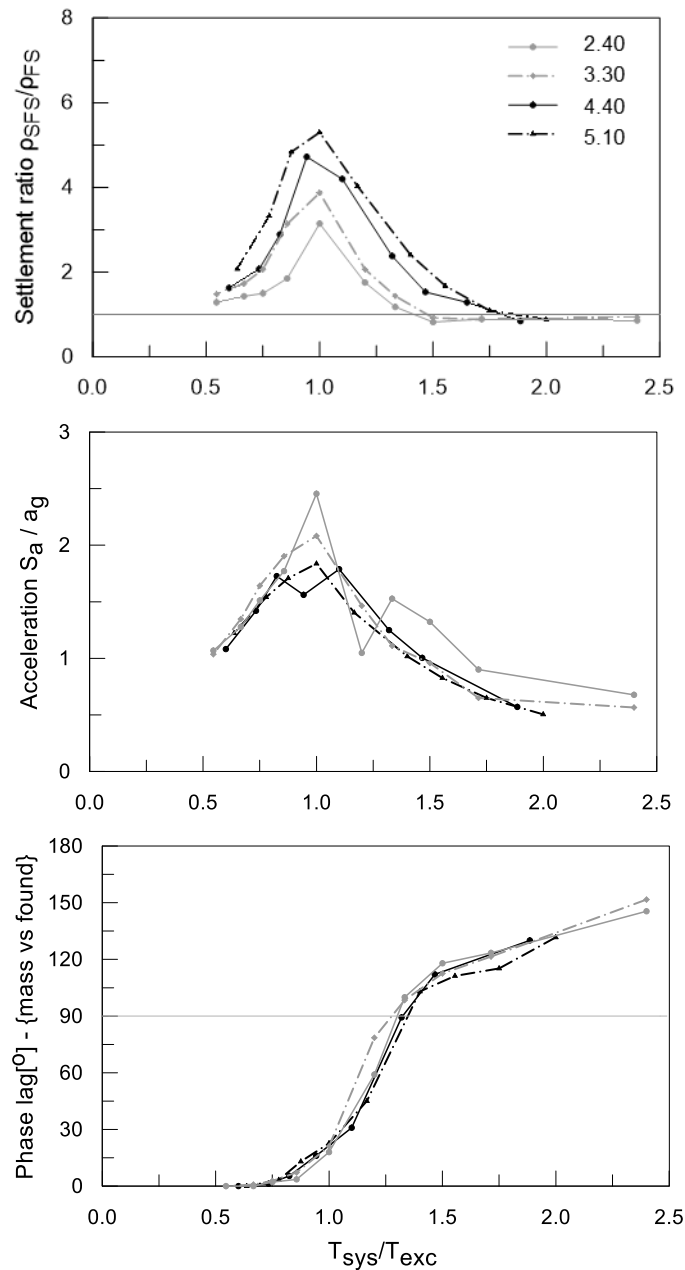 Settlement ratio ρSFS/ρFS
8
6
4
2
0
2.40
3.30
4.40
5.10
0.0 0.5 1.0 1.5 2.0 2.5
Acceleration Sa / ag
3
2
1
0
0.0 0.5 1.0 1.5 2.0 2.5
Phase lag[o] - {mass vs found}
180
150
120
90
60
30
0
0.0 0.5 1.0 1.5 2.0 2.5
Tsys/Texc